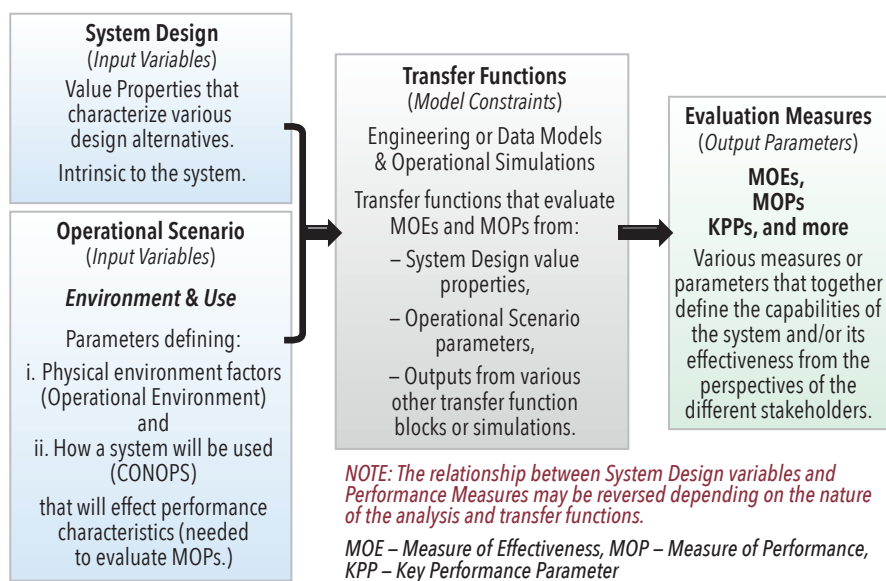 System Design
(Input Variables)
Value Properties that
characterize various
design alternatives.
Intrinsic to the system.
Operational Scenario
(Input Variables)
Environment & Use
Parameters defining:
i. Physical environment factors
(Operational Environment)
and
ii. How a system will be used
(CONOPS)
that will effect performance
characteristics (needed
to evaluate MOPs.)
Transfer Functions
(Model Constraints)
Engineering or Data Models
& Operational Simulations
Transfer functions that evaluate
MOEs and MOPs from:
– System Design value
properties,
– Operational Scenario
parameters,
– Outputs from various
other transfer function
blocks or simulations.
Evaluation Measures
(Output Parameters)
MOEs,
MOPs
KPPs, and more
Various measures or
parameters that together
define the capabilities of
the system and/or its
effectiveness from the
perspectives of the
different stakeholders.
NOTE: The relationship between System Design variables and
Performance Measures may be reversed depending on the nature
of the analysis and transfer functions.
MOE – Measure of Effectiveness, MOP – Measure of Performance,
KPP – Key Performance Parameter